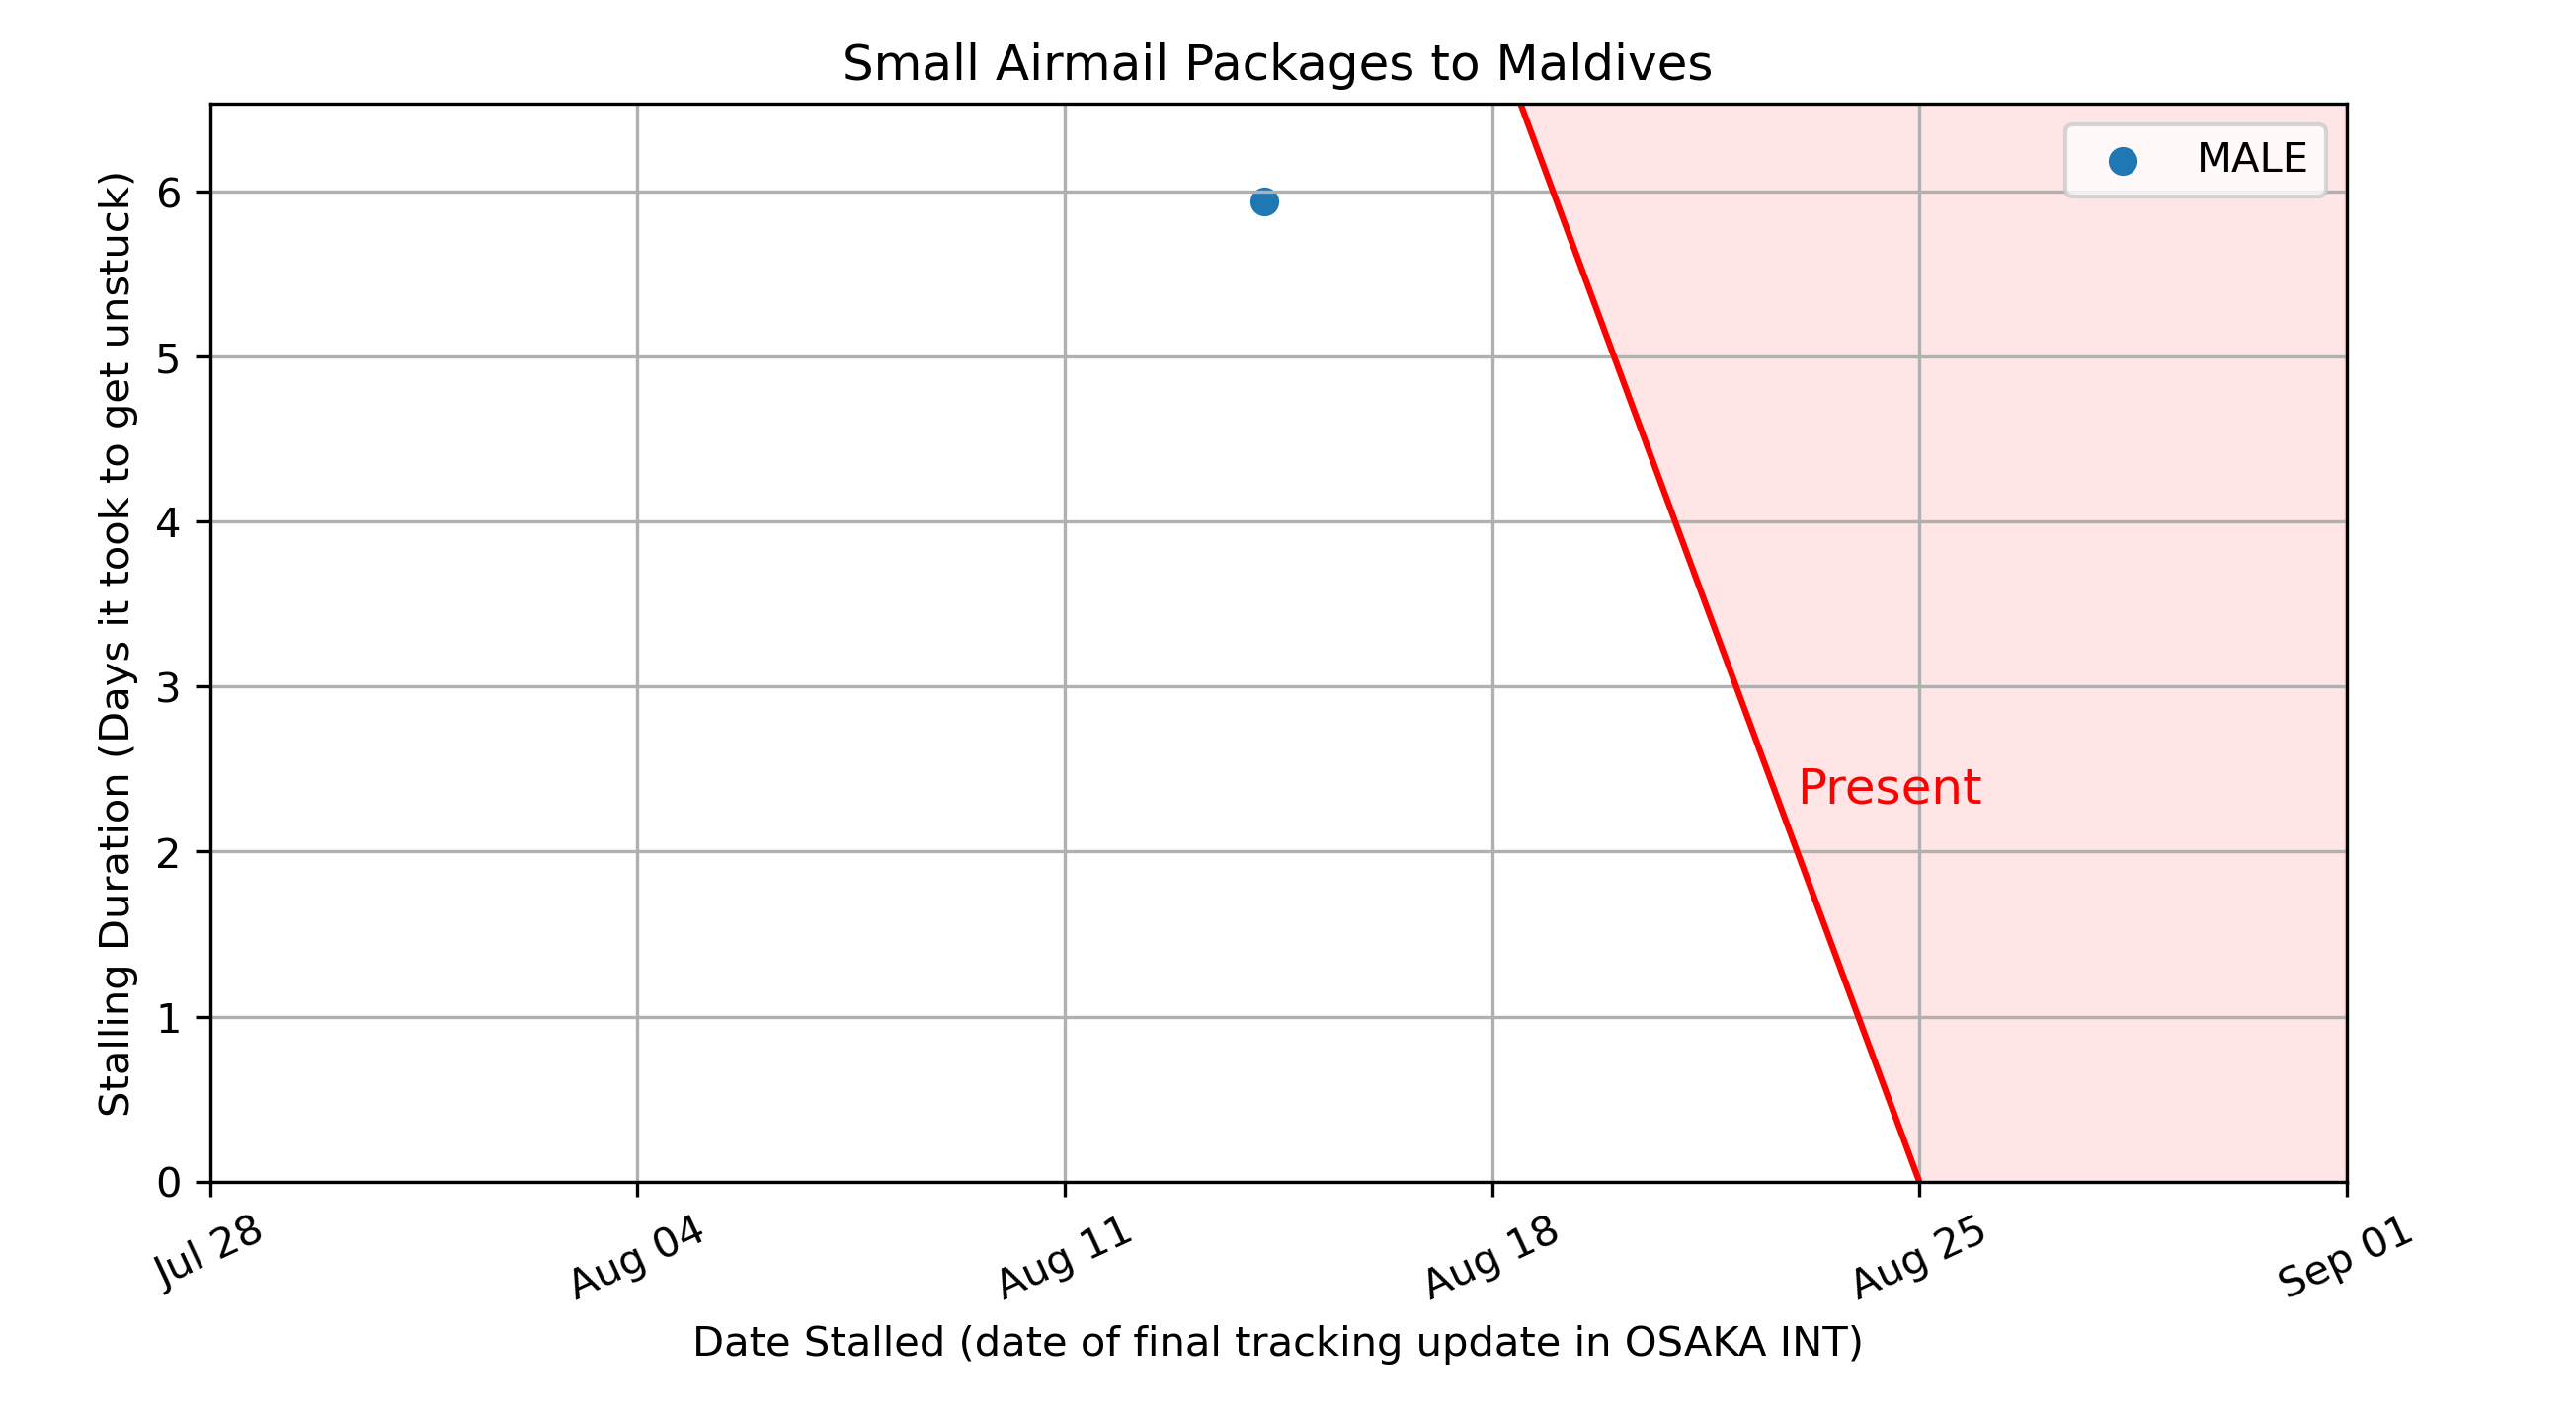 Small Airmail Packages to Maldives
MALE
Stalling Duration (Days it took to get unstuck)
6
5
4
3
2
1
0
Present
Jul 28
Aug 04
Aug 11
Aug 18
Aug 25
Sep 01
Date Stalled (date of final tracking update in OSAKA INT)